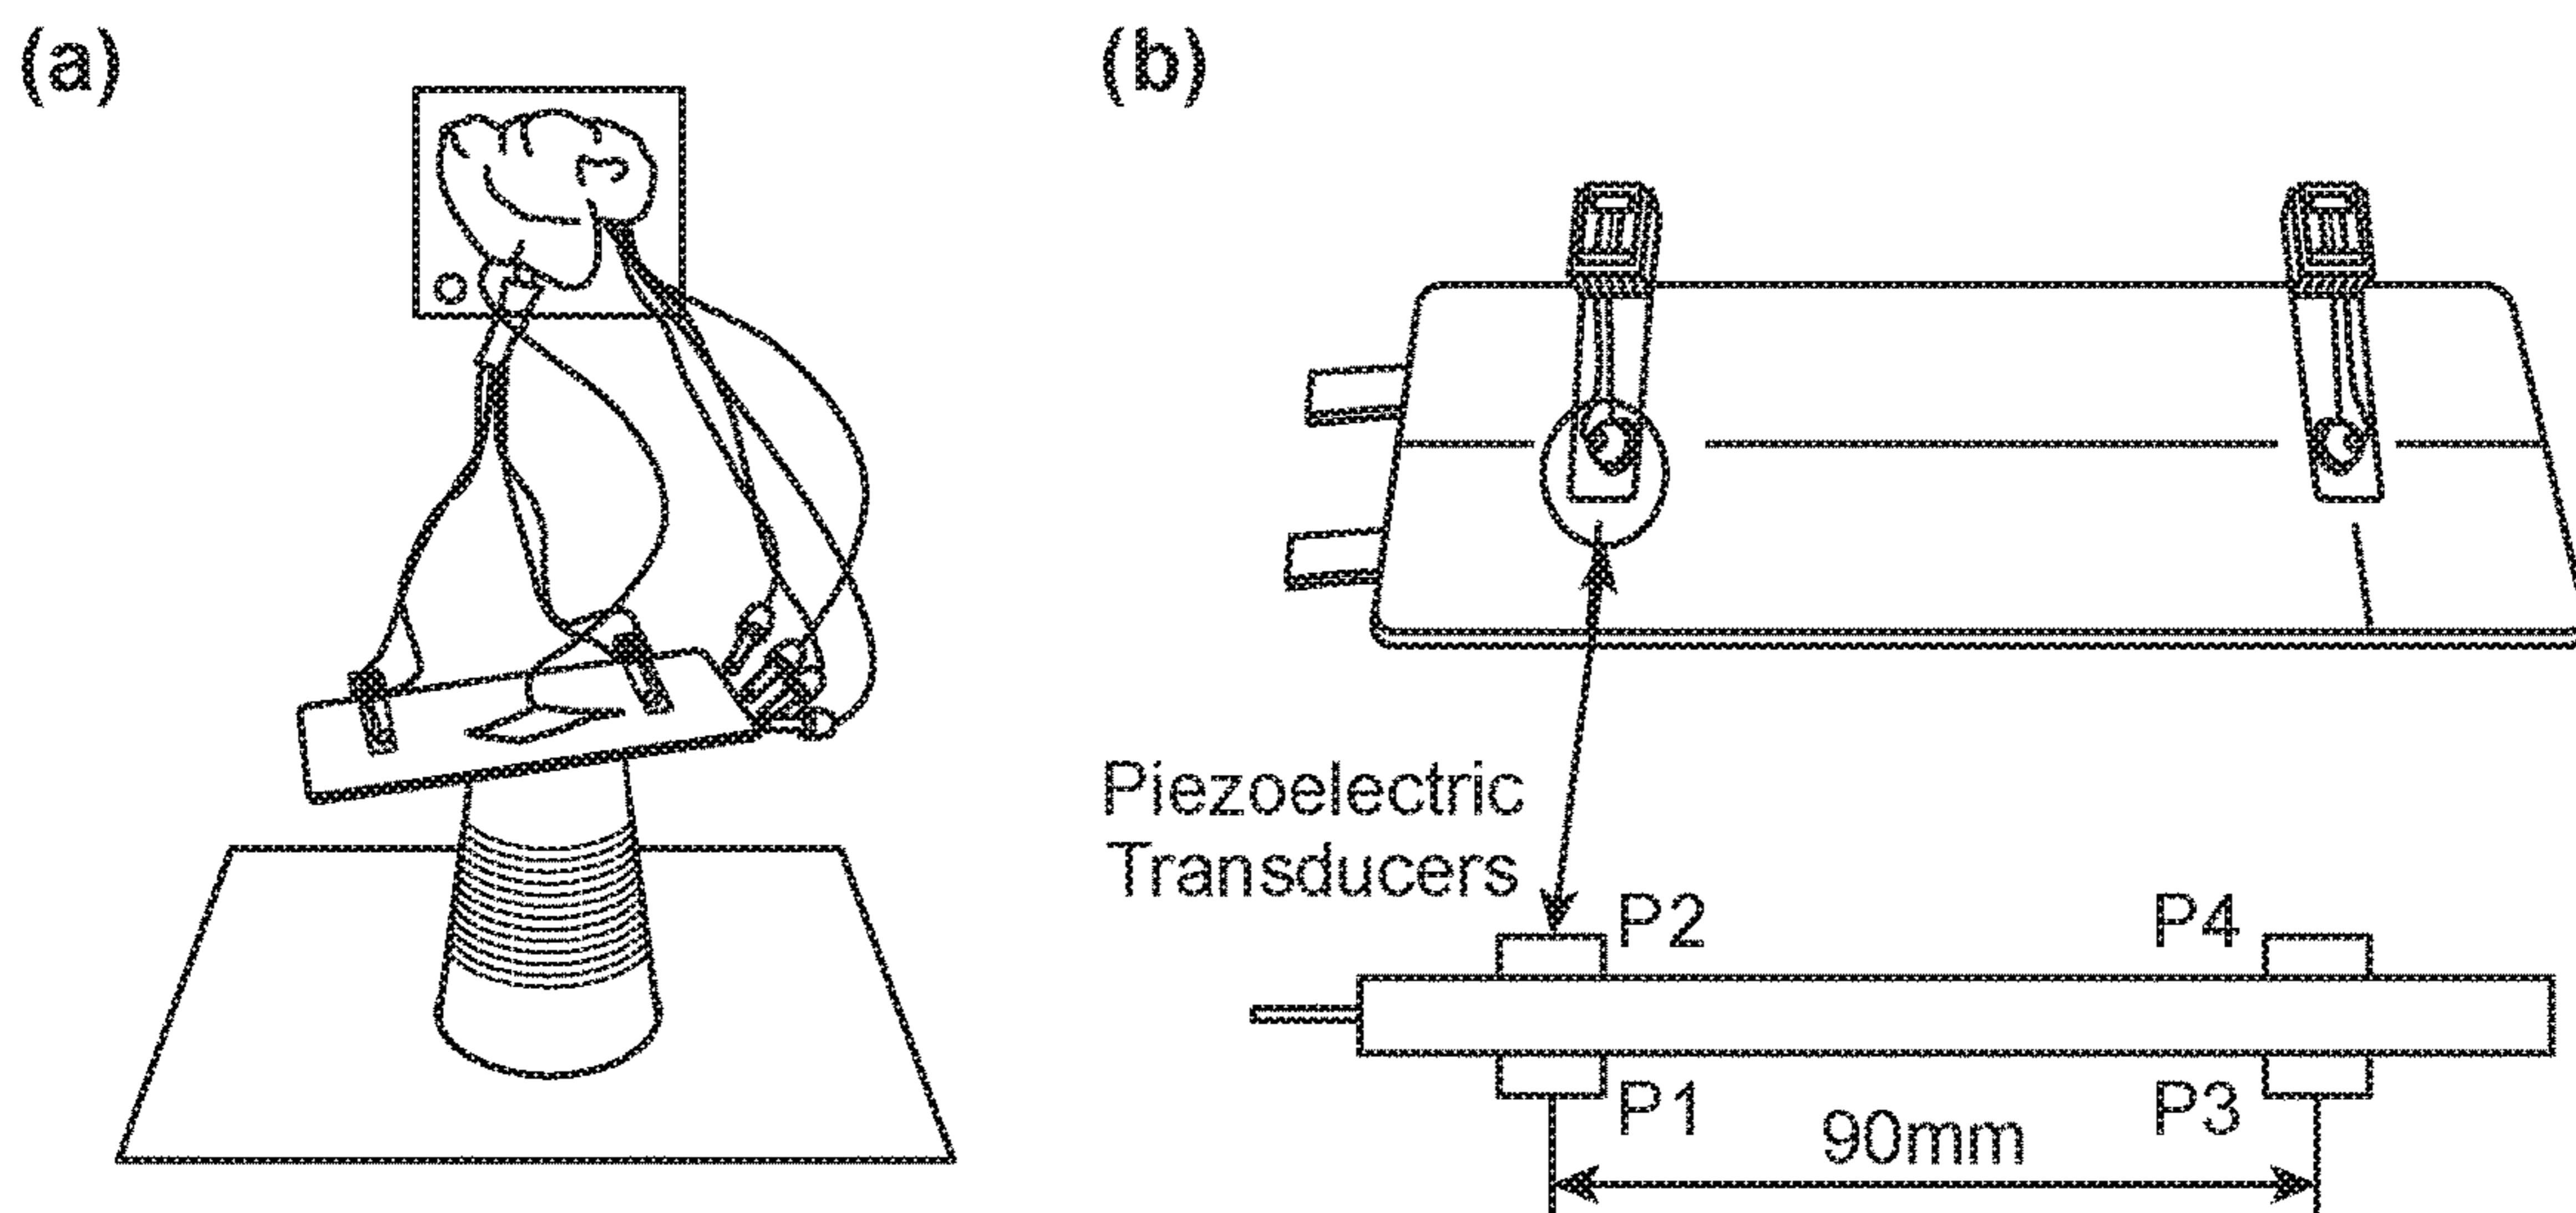 (a)
(b)
Piezoelectric
Transducers
P2
P4
P1
P3
90mm